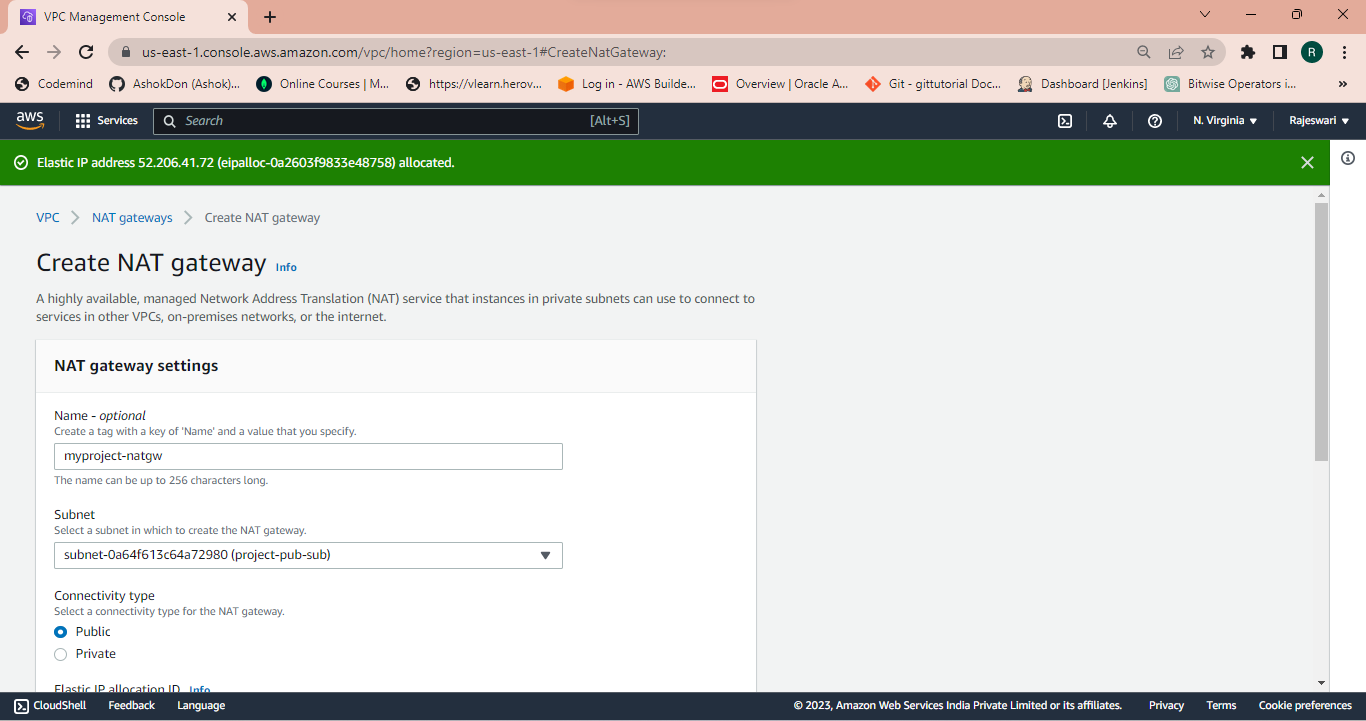 VPC Management Console
us-east-1.console.aws.amazon.com/vpc/home?region=us-east-1#CreateNatGateway:
R
Codemind
AshokDon (Ashok)...
Online Courses | M...
https://vlearn.herov...
Log in - AWS Builde...
Overview | Oracle A...
Git - gittutorial Doc...
Dashboard [Jenkins]
Bitwise Operators i...
»
aws
Services
Search
[Alt+S]
N. Virginia
Rajeswari
Elastic IP address 52.206.41.72 (eipalloc-0a2603f9833e48758) allocated.
VPC
NAT gateways
Create NAT gateway
Create NAT gateway Info
A highly available, managed Network Address Translation (NAT) service that instances in private subnets can use to connect to
services in other VPCs, on-premises networks, or the internet.
NAT gateway settings
Name - optional
Create a tag with a key of 'Name' and a value that you specify.
myproject-natgw
The name can be up to 256 characters long.
Subnet
Select a subnet in which to create the NAT gateway.
subnet-0a64f613c64a72980 (project-pub-sub)
Connectivity type
Select a connectivity type for the NAT gateway.
Public
Private
Elastic IP allocation ID Info
CloudShell
Feedback
Language
© 2023, Amazon Web Services India Private Limited or its affiliates.
Privacy
Terms
Cookie preferences